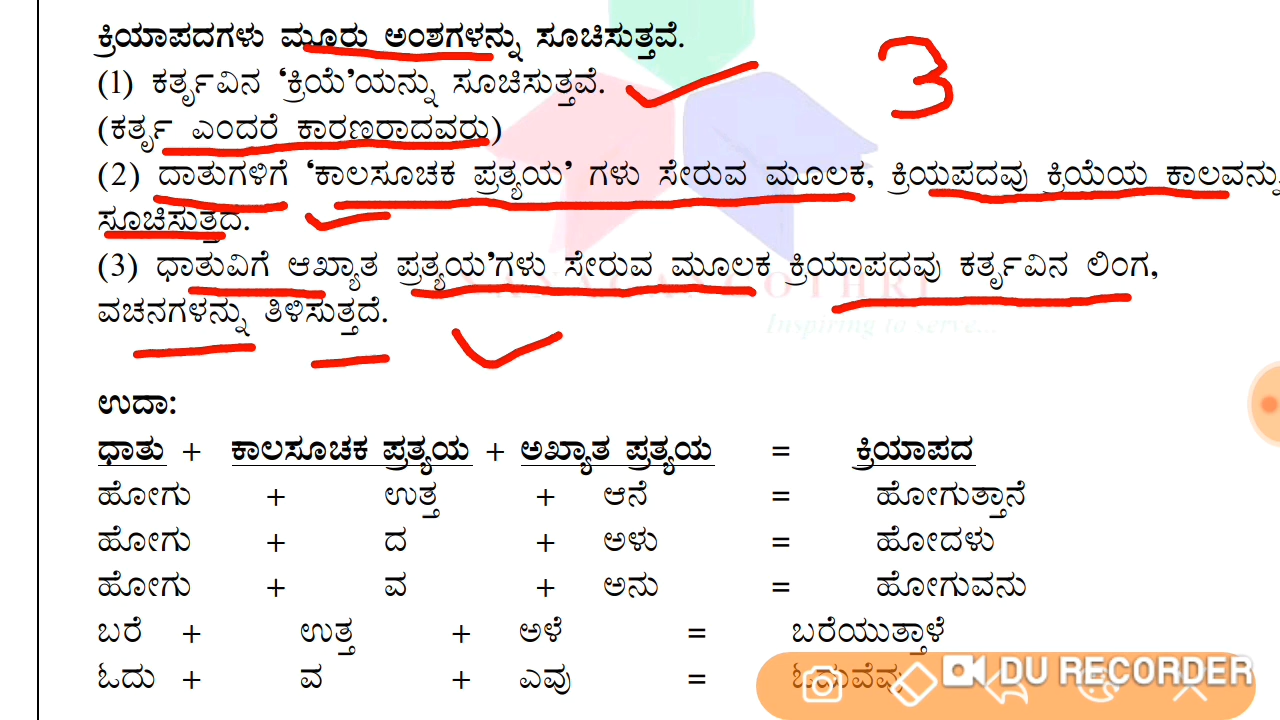 ಕ್ರಿಯಾಪದಗಳು ಮೂರು ಅಂಶಗಳನ್ನು ಸೂಚಿಸುತ್ತವೆ.
3
(1) ಕರ್ತೃವಿನ ‘ಕ್ರಿಯೆ’ಯನ್ನು ಸೂಚಿಸುತ್ತವೆ.
(ಕರ್ತೃ ಎಂದರೆ ಕಾರಣರಾದವರು)
(2) ದಾತುಗಳಿಗೆ ‘ಕಾಲಸೂಚಕ ಪ್ರತ್ಯಯ’ ಗಳು ಸೇರುವ ಮೂಲಕ, ಕ್ರಿಯಪದವು ಕ್ರಿಯೆಯ ಕಾಲವನ್ನು
ಸೂಚಿಸುತ್ತದೆ.
(3) ಧಾತುವಿಗೆ ಆಖ್ಯಾತ ಪ್ರತ್ಯಯ’ಗಳು ಸೇರುವ ಮೂಲಕ ಕ್ರಿಯಾಪದವು ಕರ್ತೃವಿನ ಲಿಂಗ,
ವಚನಗಳನ್ನು ತಿಳಿಸುತ್ತದೆ.
Inspiring to serve...
ಉದಾ:
ಧಾತು + ಕಾಲಸೂಚಕ ಪ್ರತ್ಯಯ + ಅಖ್ಯಾತ ಪ್ರತ್ಯಯ = ಕ್ರಿಯಾಪದ
ಹೋಗು + ಉತ್ತ + ಆನೆ = ಹೋಗುತ್ತಾನೆ
ಹೋಗು + ದ + ಅಳು = ಹೋದಳು
ಹೋಗು + ವ + ಅನು = ಹೋಗುವನು
ಬರೆ + ಉತ್ತ + ಅಳೆ = ಬರೆಯುತ್ತಾಳೆ
ಓದು + ವ + ಎವು =
DU RECORDER